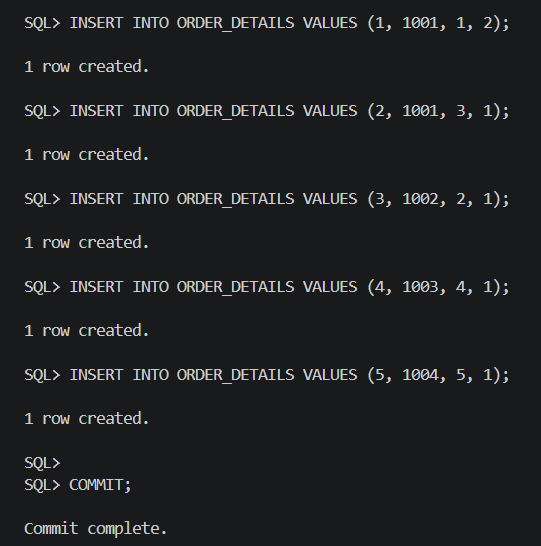 SQL> INSERT INTO ORDER_DETAILS VALUES (1, 1001, 1, 2);
1 row created.
SQL> INSERT INTO ORDER_DETAILS VALUES (2, 1001, 3, 1);
1 row created.
SQL> INSERT INTO ORDER_DETAILS VALUES (3, 1002, 2, 1);
1 row created.
SQL> INSERT INTO ORDER_DETAILS VALUES (4, 1003, 4, 1);
1 row created.
SQL> INSERT INTO ORDER_DETAILS VALUES (5, 1004, 5, 1);
1 row created.
SQL>
SQL> COMMIT;
Commit complete.